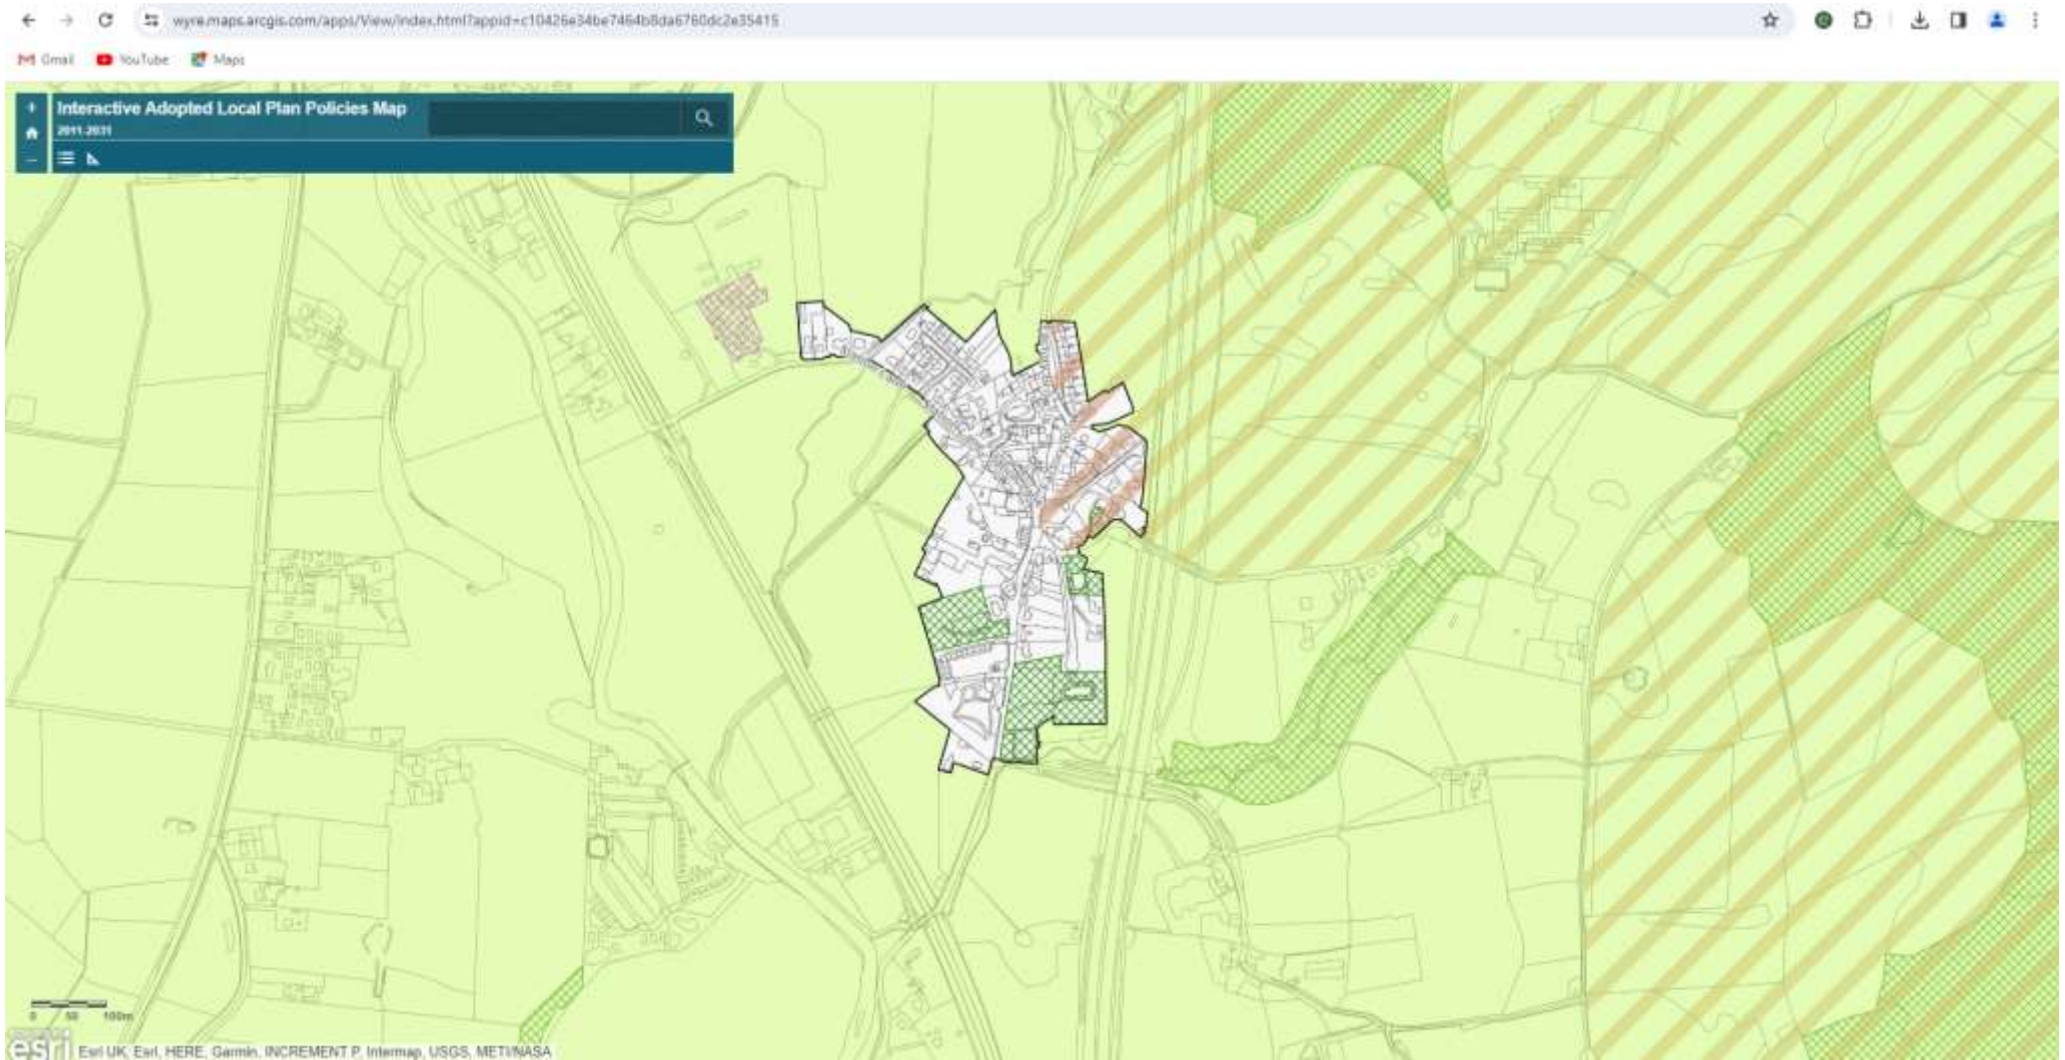 wyre.maps.arcgis.com/apps/View/index.html?appid=c10426e34be7464b8da6760dc2e35415
Gmail YouTube Maps
Interactive Adopted Local Plan Policies Map
2011-2031
0 50 100m
esri Esri UK, Esri, HERE, Garmin, INCREMENT P, Intermap, USGS, METI/NASA